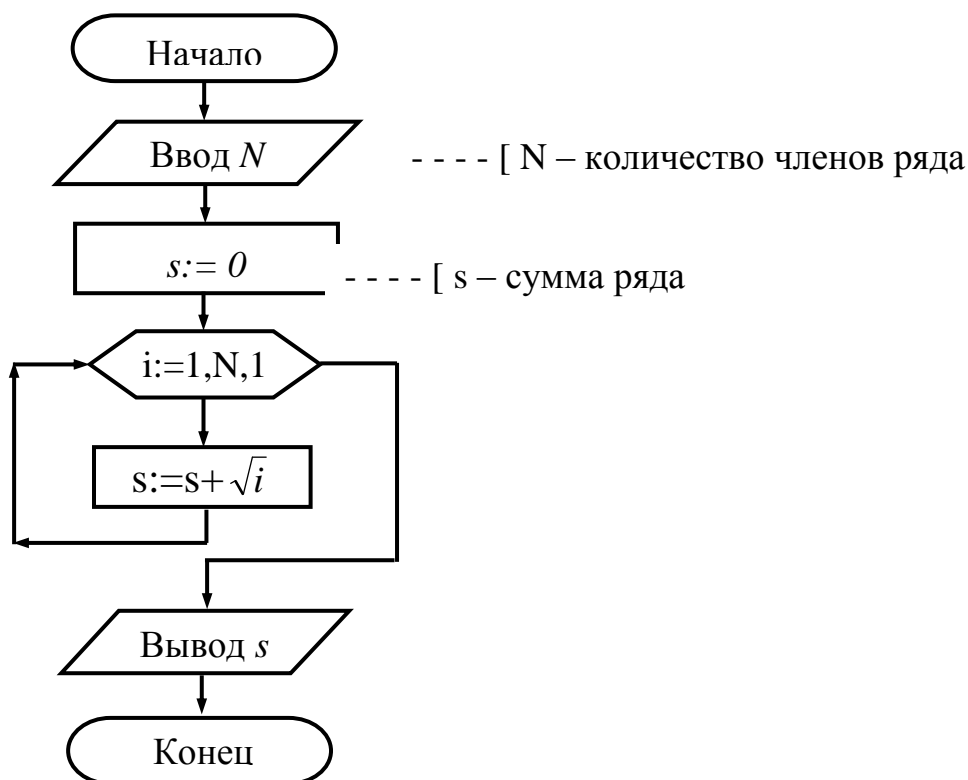 Начало
Ввод N - - - - [ N – количество членов ряда
s:= 0 - - - - [ s – сумма ряда
i:=1,N,1
s:=s+√i
Вывод s
Конец